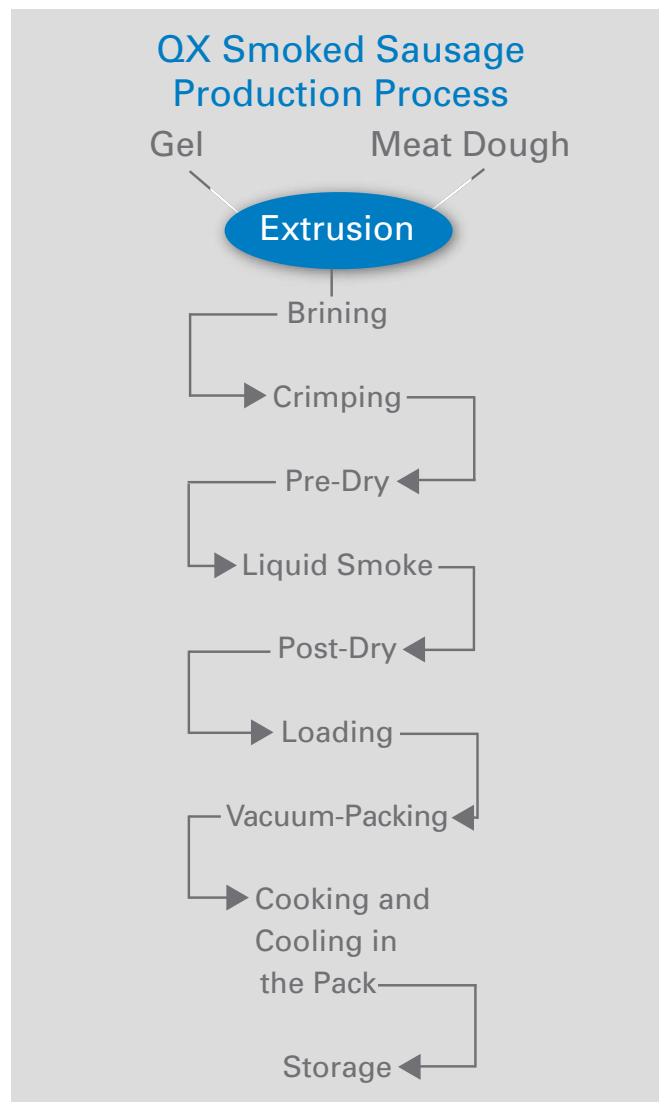 QX Smoked Sausage
Production Process
Gel
Meat Dough
Extrusion
Brining
Crimping
Pre-Dry
Liquid Smoke
Post-Dry
Loading
Vacuum-Packing
Cooking and
Cooling in
the Pack
Storage